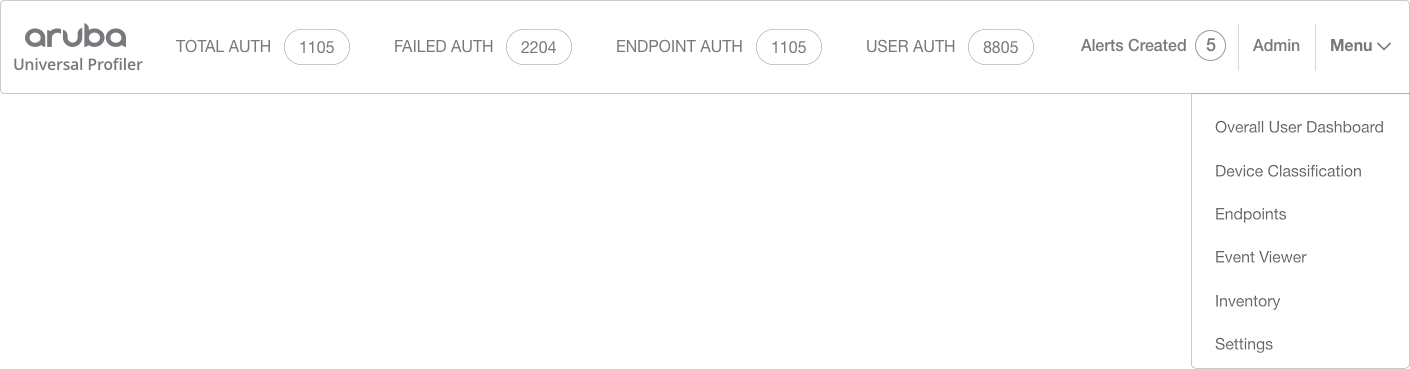 aruba
Universal Profiler
TOTAL AUTH 1105 FAILED AUTH 2204 ENDPOINT AUTH 1105 USER AUTH 8805 Alerts Created 5 Admin Menu
Overall User Dashboard
Device Classification
Endpoints
Event Viewer
Inventory
Settings